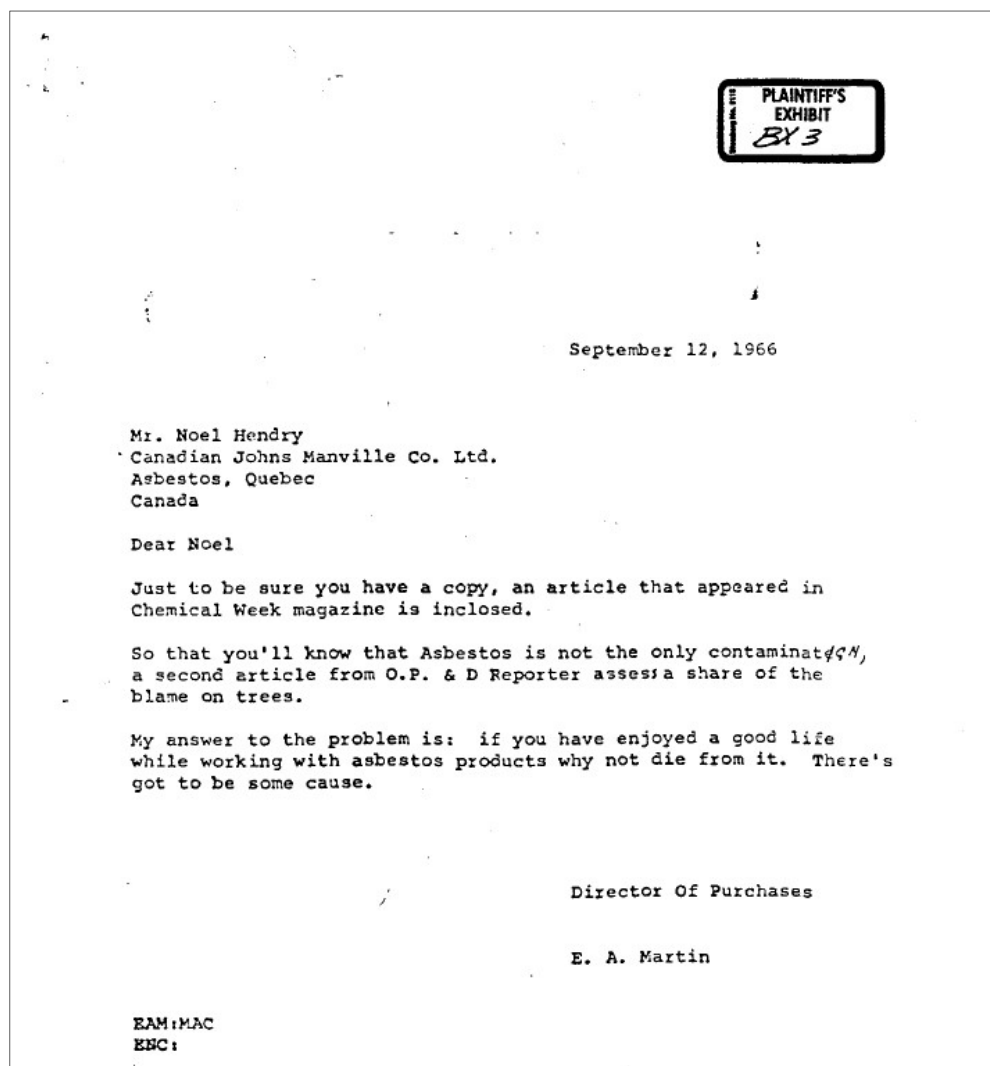 PLAINTIFF'S
EXHIBIT
BX 3
September 12, 1966
Mr. Noel Hendry
Canadian Johns Manville Co. Ltd.
Asbestos, Quebec
Canada
Dear Noel
Just to be sure you have a copy, an article that appeared in
Chemical Week magazine is inclosed.
So that you'll know that Asbestos is not the only
a second article from O.P. & D Reporter assess a share of the
blame on trees.
My answer to the problem is: if you have enjoyed a good life
while working with asbestos products why not die from it. There's
got to be some cause.
Director Of Purchases
E. A. Martin
EAM:MAC
ENC: